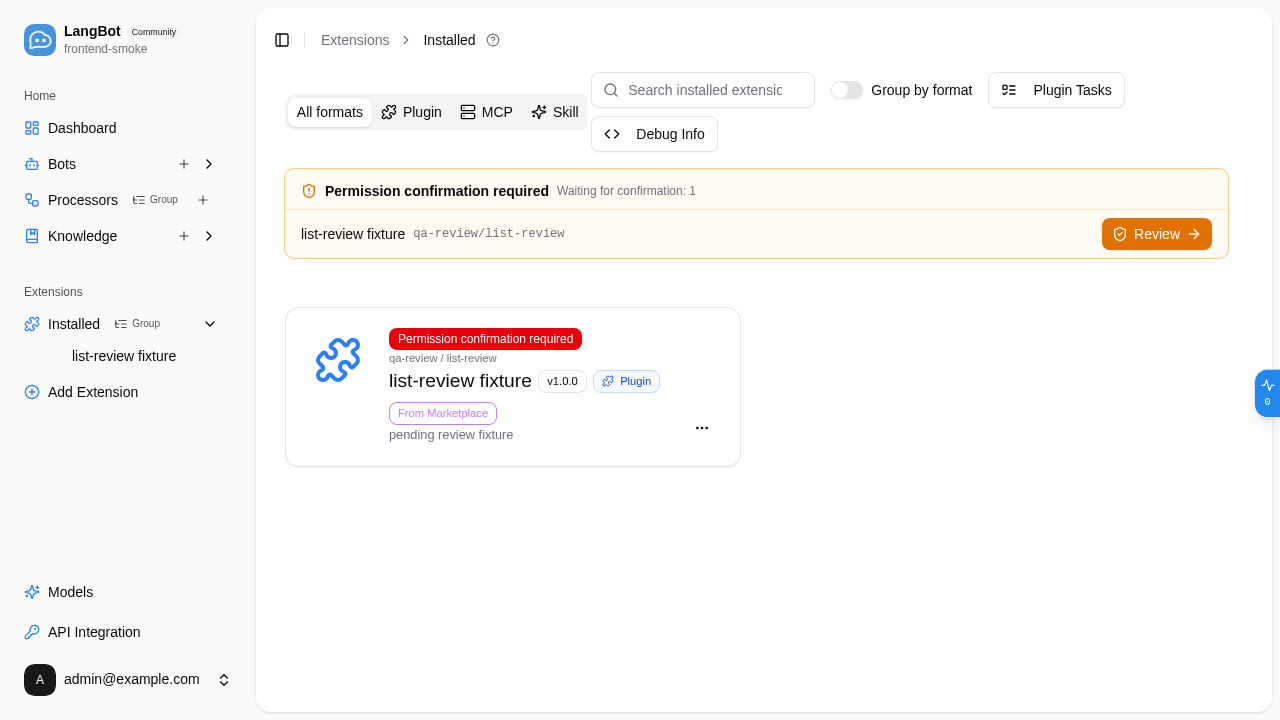 LangBot Community
frontend-smoke
Home
Dashboard
Bots
Processors Group
Knowledge
Extensions
Installed Group
list-review fixture
Add Extension
Models
API Integration
A admin@example.com
Extensions Installed
All formats Plugin MCP Skill
Search installed extensic
Group by format
Plugin Tasks
Debug Info
Permission confirmation required Waiting for confirmation: 1
list-review fixture qa-review/list-review Review
Permission confirmation required
qa-review / list-review
list-review fixture v1.0.0 Plugin
From Marketplace
pending review fixture
0